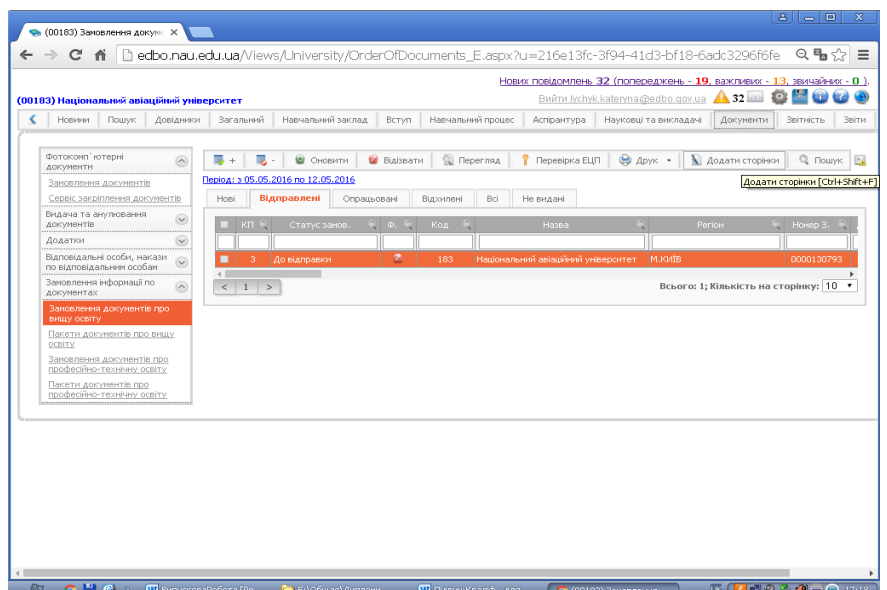 (00183) Замовлення докум
edbo.nau.edu.ua/Views/University/OrderOfDocuments_E.aspx?u=216e13fc-3f94-41d3-bf18-6adc3296f6fe
Нових повідомлень 32 (попереджень - 19, важливих - 13, звичайних - 0 ).
(00183) Національний авіаційний університет
Вийти lychyk.kateryna@edbo.gov.ua 32
Новини Пошук Довідники Загальний Навчальний заклад Вступ Навчальний процес Аспірантура Науковці та викладачі Документи Звітність Звіти
Фотокомп`ютерні документи
Замовлення документів
Сервіс закріплення документів
Видача та анулювання документів
Додатки
Відповідальні особи, накази по відповідальним особам
Замовлення інформації по документах
Замовлення документів про вищу освіту
Пакети документів про вищу освіту
Замовлення документів про професійно-технічну освіту
Пакети документів про професійно-технічну освіту
+ - Оновити Відізвати Перегляд Перевірка ЕЦП Друк Додати сторінки Пошук
Період: з 05.05.2016 по 12.05.2016
Додати сторінки [Ctrl+Shift+F]
Нові Відправлені Опрацьовані Відхилені Всі Не видані
КП Статус замов. Ф. Код Назва Регіон Номер З.
3 До відправки 183 Національний авіаційний університет М.КИЇВ 0000130793
< 1 > Всього: 1; Кількість на сторінку: 10
17:18